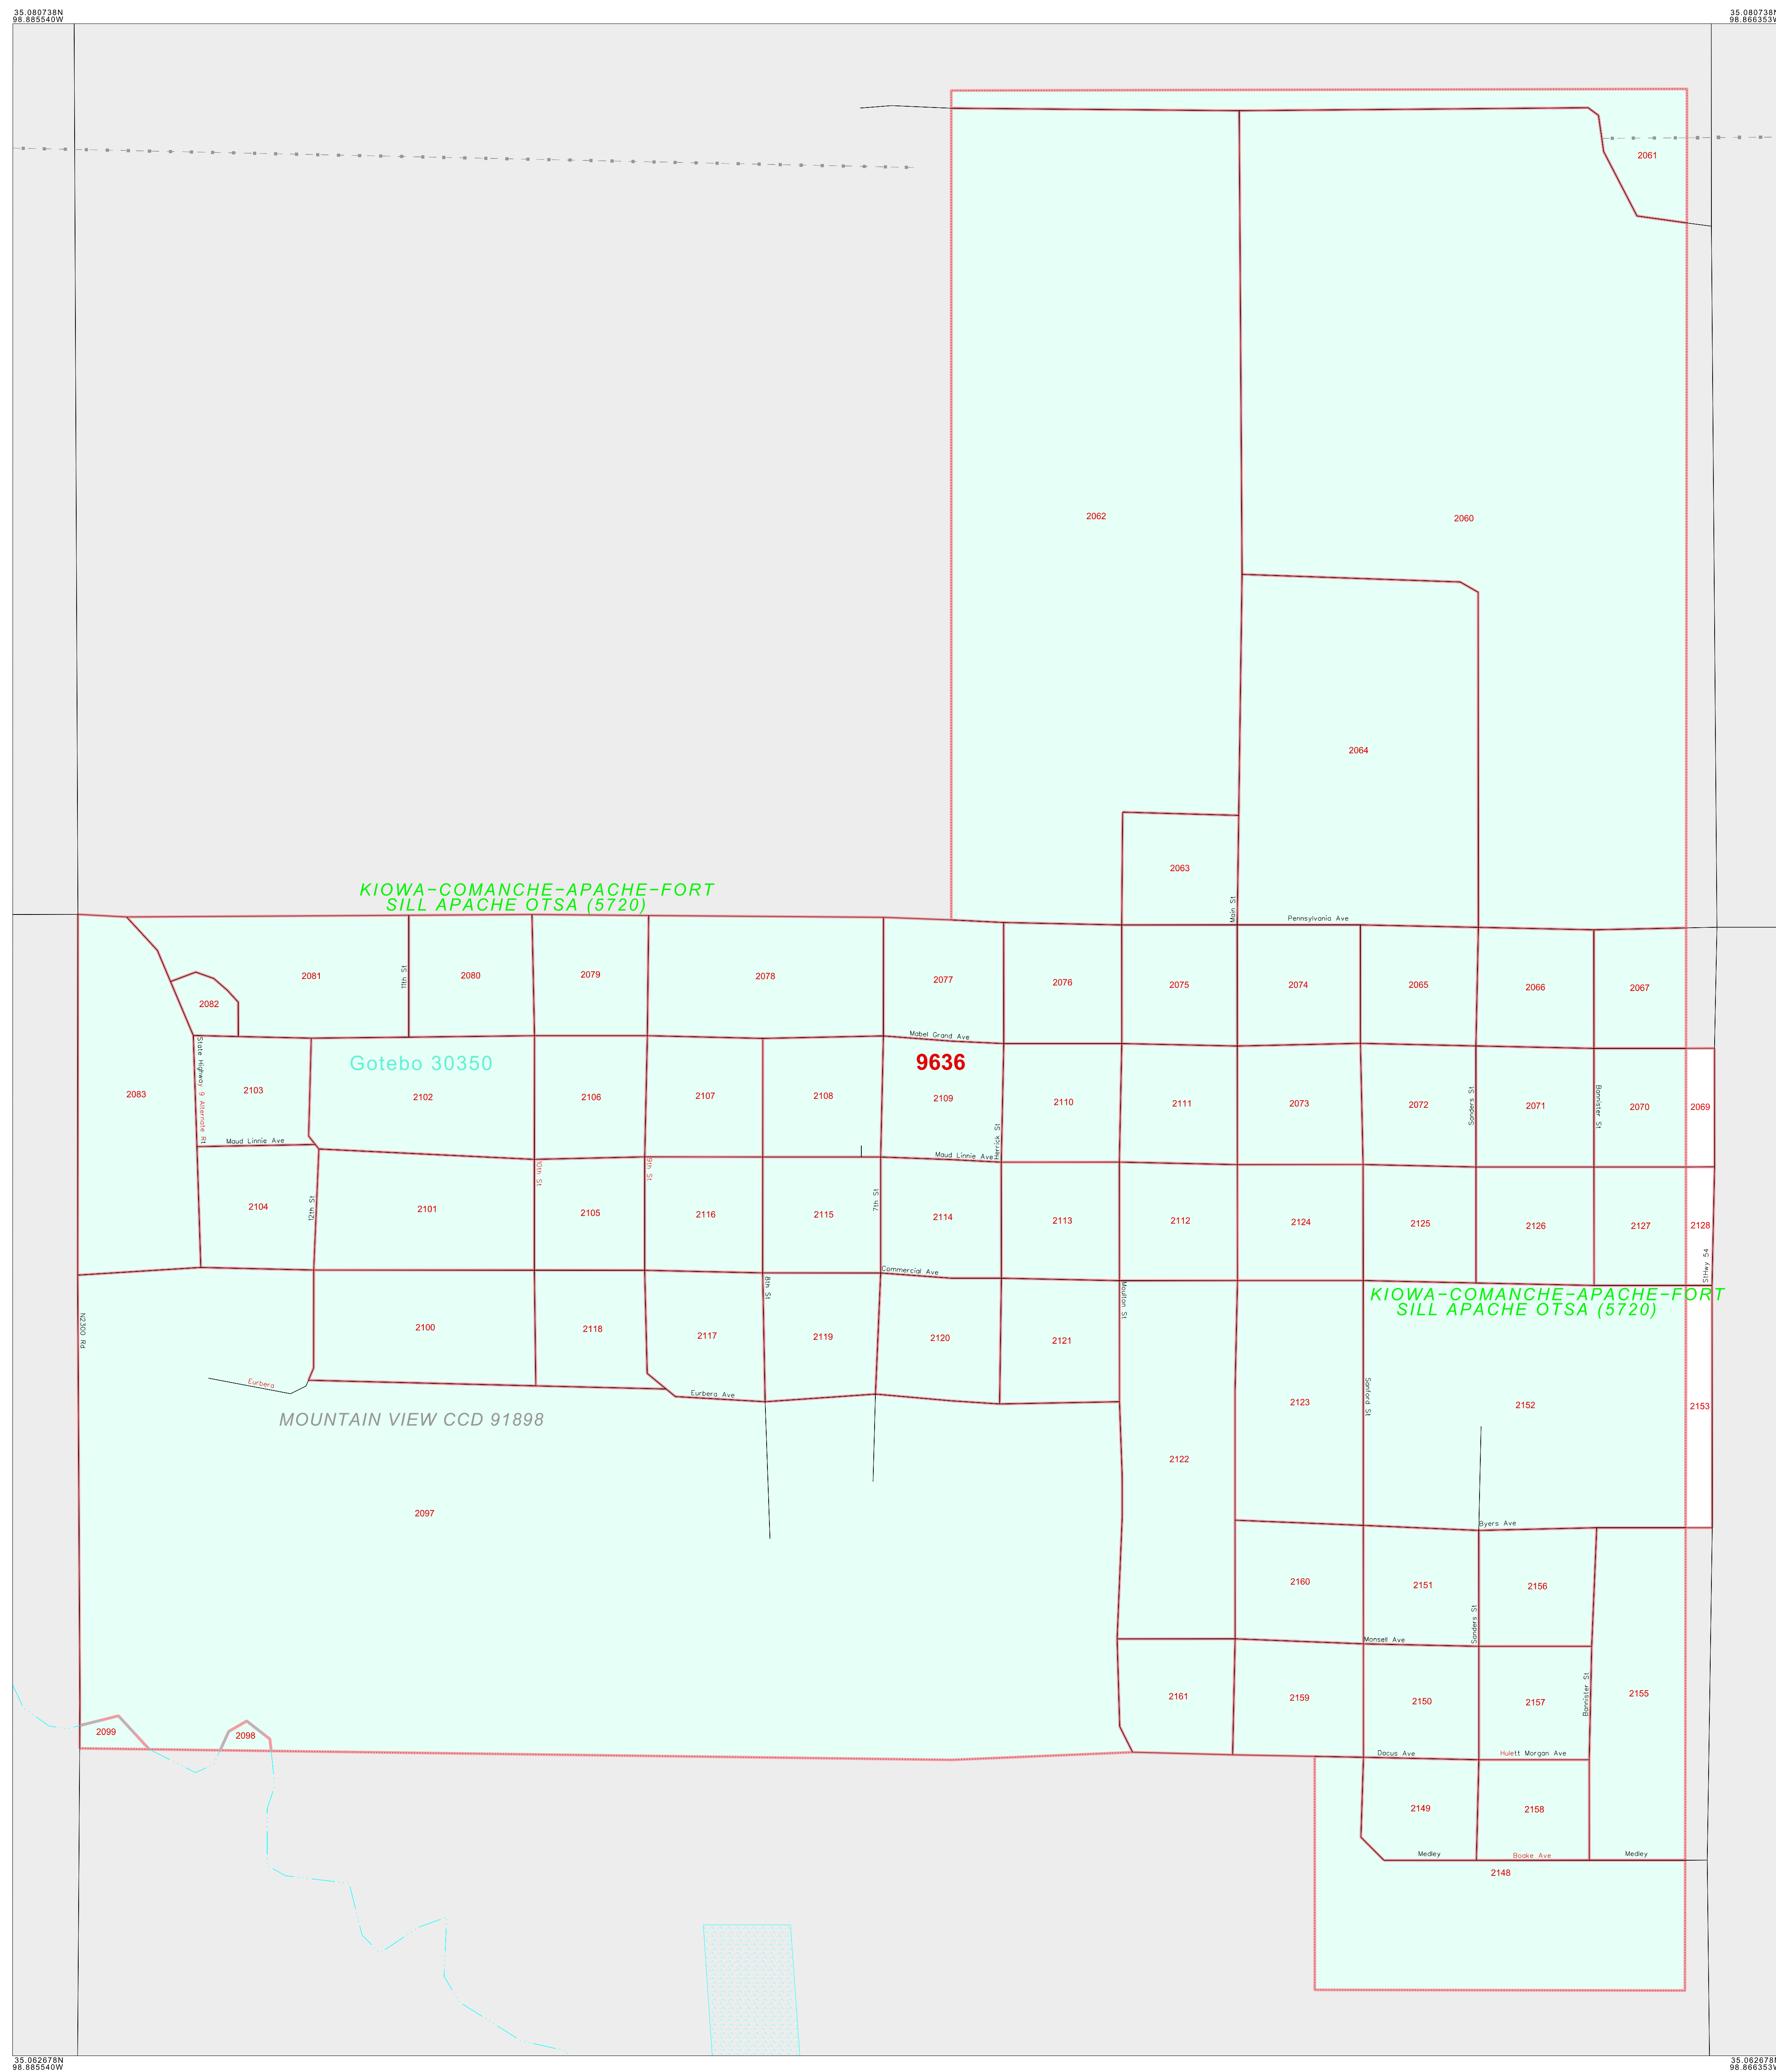 35.080738N
98.885540W
35.080738N
98.866353W
2061
2062
2060
2064
2063
KIOWA-COMANCHE-APACHE-FORT
SILL APACHE OTSA (5720)
Main St
Pennsylvania Ave
2081
11th St
2080
2079
2078
2077
2076
2075
2074
2065
2066
2067
2082
Mabel Grand Ave
State Highway 9 Alternate Rt
Gotebo 30350
9636
2083
2103
2102
2106
2107
2108
2109
2110
2111
2073
2072
Sanders St
2071
Bannister St
2070
2069
Maud Linnie Ave
Maud Linnie Ave
Herrick St
10th St
9th St
2104
12th St
2101
2105
2116
2115
7th St
2114
2113
2112
2124
2125
2126
2127
2128
StHwy 54
Commercial Ave
8th St
Moulton St
KIOWA-COMANCHE-APACHE-FORT
SILL APACHE OTSA (5720)
N2300 Rd
2100
2118
2117
2119
2120
2121
Eurbera
Eurbera Ave
Sanford St
2123
2152
2153
MOUNTAIN VIEW CCD 91898
2122
2097
Byers Ave
2160
2151
2156
Sanders St
Monsell Ave
2161
2159
2150
2157
Bannister St
2155
2099
2098
Dacus Ave
Hulett Morgan Ave
2149
2158
Medley
Boake Ave
Medley
2148
35.062678N
98.885540W
35.062678N
98.866353W